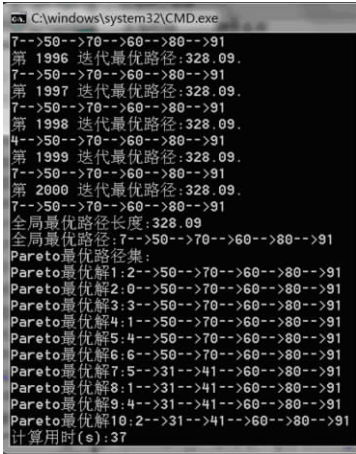 C:\windows\system32\CMD.exe
7-->50-->70-->60-->80-->91
第 1996 迭代最优路径:328.09.
7-->50-->70-->60-->80-->91
第 1997 迭代最优路径:328.09.
7-->50-->70-->60-->80-->91
第 1998 迭代最优路径:328.09.
4-->50-->70-->60-->80-->91
第 1999 迭代最优路径:328.09.
7-->50-->70-->60-->80-->91
第 2000 迭代最优路径:328.09.
7-->50-->70-->60-->80-->91
全局最优路径长度:328.09
全局最优路径:7-->50-->70-->60-->80-->91
Pareto最优路径集:
Pareto最优解1:2-->50-->70-->60-->80-->91
Pareto最优解2:0-->50-->70-->60-->80-->91
Pareto最优解3:3-->50-->70-->60-->80-->91
Pareto最优解4:1-->50-->70-->60-->80-->91
Pareto最优解5:4-->50-->70-->60-->80-->91
Pareto最优解6:6-->50-->70-->60-->80-->91
Pareto最优解7:5-->31-->41-->60-->80-->91
Pareto最优解8:1-->31-->41-->60-->80-->91
Pareto最优解9:4-->31-->41-->60-->80-->91
Pareto最优解10:2-->31-->41-->60-->80-->91
计算用时(s):37